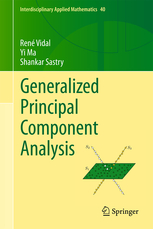 Interdisciplinary Applied Mathematics 40
René Vidal
Yi Ma
Shankar Sastry
Generalized
Principal
Component
Analysis
Springer